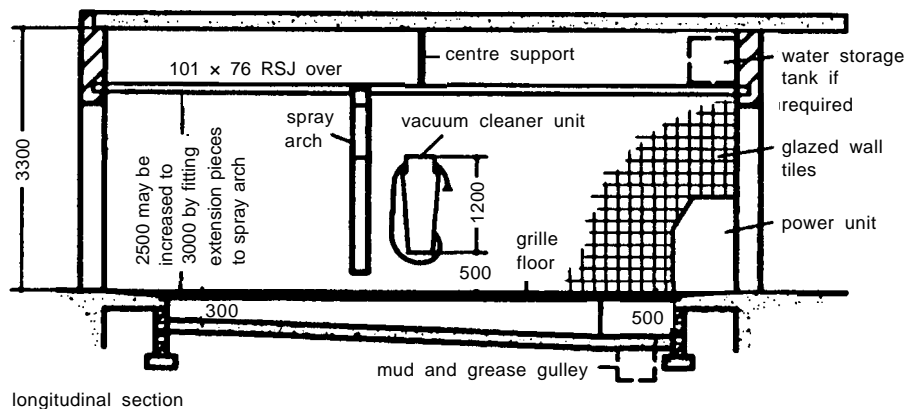 centre support
water storage
tank if
required
101 × 76 RSJ over
spray
arch
vacuum cleaner unit
glazed wall
tiles
3300
2500 may be
increased to
3000 by fitting
extension pieces
to spray arch
1200
power unit
grille
floor
500
300
500
mud and grease gulley
longitudinal section